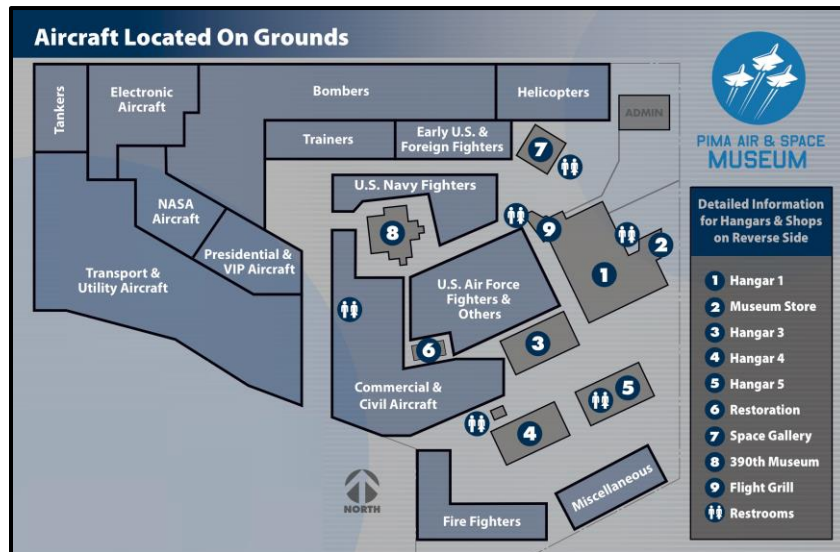 Aircraft Located On Grounds
Tankers
Electronic
Aircraft
Bombers
Helicopters
ADMIN
Trainers
Early U.S. &
Foreign Fighters
7
PIMA AIR & SPACE
MUSEUM
U.S. Navy Fighters
NASA
Aircraft
8
9
2
Presidential &
VIP Aircraft
Transport &
Utility Aircraft
1
U.S. Air Force
Fighters &
Others
6
3
Commercial &
Civil Aircraft
5
4
NORTH
Fire Fighters
Miscellaneous
Detailed Information
for Hangars & Shops
on Reverse Side
1 Hangar 1
2 Museum Store
3 Hangar 3
4 Hangar 4
5 Hangar 5
6 Restoration
7 Space Gallery
8 390th Museum
9 Flight Grill
Restrooms